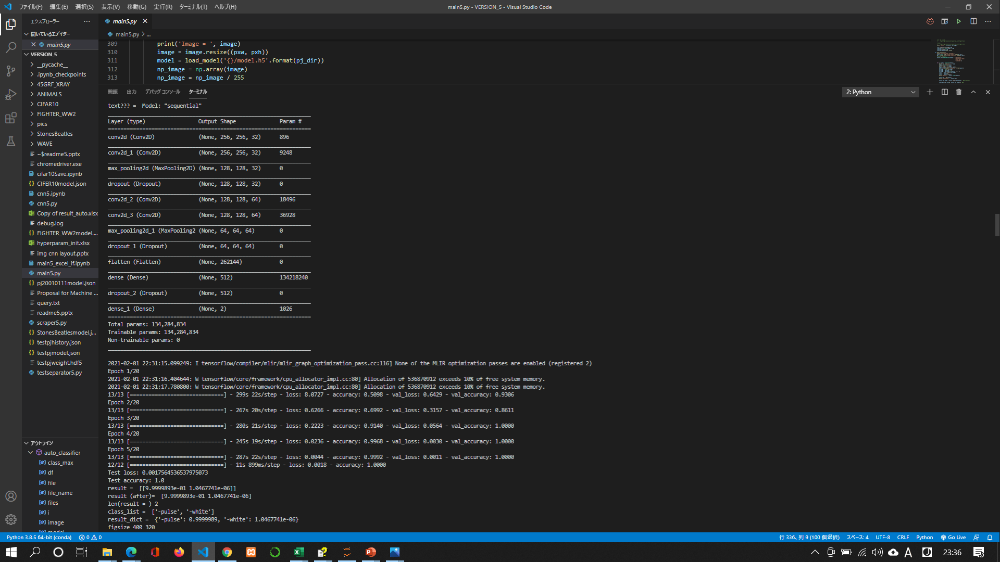 ファイル(F) 編集(E) 選択(S) 表示(V) 移動(G) 実行(R) ターミナル(T) ヘルプ(H)
main5.py - VERSION_5 - Visual Studio Code
エクスプローラー
開いているエディター
main5.py
VERSION_5
__pycache__
.ipynb_checkpoints
45GRF_XRAY
ANIMALS
CIFAR10
FIGHTER_WW2
pics
StonesBeatles
WAVE
~$readme5.pptx
chromedriver.exe
cifar10Save.ipynb
CIFER10model.json
cnn5.ipynb
cnn5.py
Copy of result_auto.xlsx
debug.log
FIGHTER_WW2model....
hyperparam_init.xlsx
img cnn layout.pptx
main5_excel_if.ipynb
main5.py
pj20010111model.json
Proposal for Machine ...
query.txt
readme5.pptx
scraper5.py
StonesBeatlesmodel.j...
testpjhistory.json
testpjmodel.json
testpjweight.hdf5
testseparator5.py
アウトライン
auto_classifier
class_max
df
file
file_name
files
i
image
model
main5.py
main5.py > ...
309 print('Image = ', image)
310 image = image.resize((pxw, pxh))
311 model = load_model('{}/model.h5'.format(pj_dir))
312 np_image = np.array(image)
313 np_image = np_image / 255
問題 出力 デバッグ コンソール ターミナル
2: Python
text??? =  Model: "sequential"
Layer (type) Output Shape Param #
=================================================================
conv2d (Conv2D) (None, 256, 256, 32) 896
conv2d_1 (Conv2D) (None, 256, 256, 32) 9248
max_pooling2d (MaxPooling2D) (None, 128, 128, 32) 0
dropout (Dropout) (None, 128, 128, 32) 0
conv2d_2 (Conv2D) (None, 128, 128, 64) 18496
conv2d_3 (Conv2D) (None, 128, 128, 64) 36928
max_pooling2d_1 (MaxPooling2 (None, 64, 64, 64) 0
dropout_1 (Dropout) (None, 64, 64, 64) 0
flatten (Flatten) (None, 262144) 0
dense (Dense) (None, 512) 134218240
dropout_2 (Dropout) (None, 512) 0
dense_1 (Dense) (None, 2) 1026
=================================================================
Total params: 134,284,834
Trainable params: 134,284,834
Non-trainable params: 0
2021-02-01 22:31:15.099249: I tensorflow/compiler/mlir/mlir_graph_optimization_pass.cc:116] None of the MLIR optimization passes are enabled (registered 2)
Epoch 1/20
2021-02-01 22:31:16.404644: W tensorflow/core/framework/cpu_allocator_impl.cc:80] Allocation of 536870912 exceeds 10% of free system memory.
2021-02-01 22:31:17.780800: W tensorflow/core/framework/cpu_allocator_impl.cc:80] Allocation of 536870912 exceeds 10% of free system memory.
13/13 [==============================] - 299s 22s/step - loss: 8.0727 - accuracy: 0.5098 - val_loss: 0.6429 - val_accuracy: 0.9306
Epoch 2/20
13/13 [==============================] - 267s 20s/step - loss: 0.6266 - accuracy: 0.6992 - val_loss: 0.3157 - val_accuracy: 0.8611
Epoch 3/20
13/13 [==============================] - 280s 21s/step - loss: 0.2223 - accuracy: 0.9140 - val_loss: 0.0564 - val_accuracy: 1.0000
Epoch 4/20
13/13 [==============================] - 245s 19s/step - loss: 0.0236 - accuracy: 0.9968 - val_loss: 0.0030 - val_accuracy: 1.0000
Epoch 5/20
13/13 [==============================] - 287s 22s/step - loss: 0.0044 - accuracy: 0.9992 - val_loss: 0.0011 - val_accuracy: 1.0000
12/12 [==============================] - 11s 899ms/step - loss: 0.0018 - accuracy: 1.0000
Test loss: 0.0017564536537975073
Test accuracy: 1.0
result =  [[9.9999893e-01 1.0467741e-06]]
result (after)=  [9.9999893e-01 1.0467741e-06]
len(result = ) 2
class_list =  ['-pulse', '-white']
result_dict =  {'-pulse': 0.9999989, '-white': 1.0467741e-06}
figsize 400 320
Python 3.8.5 64-bit (conda) 0 0
行 336、列 9 (100 個選択) スペース: 4 UTF-8 CRLF Python Go Live
A 23:36